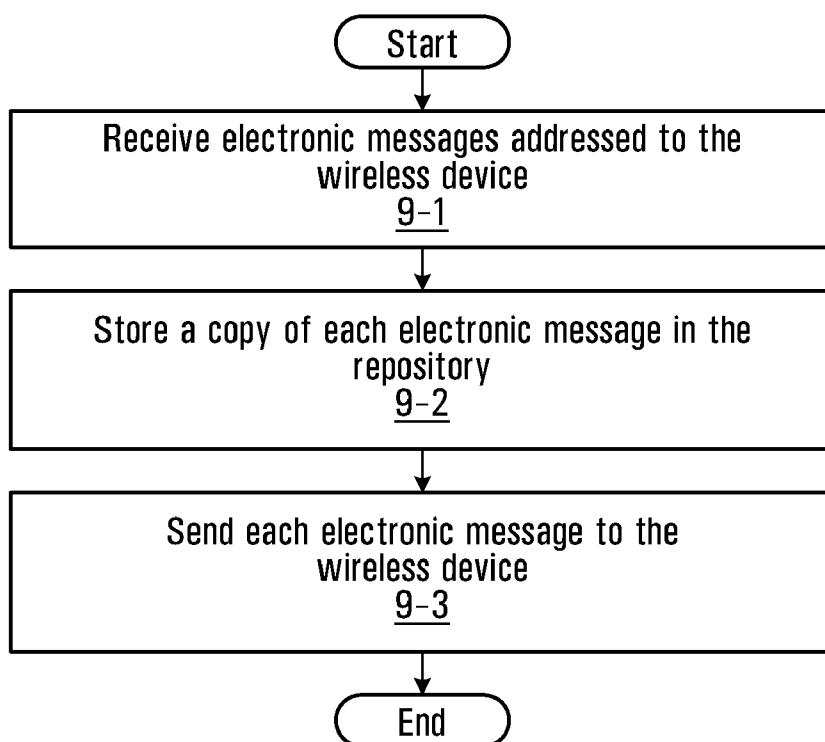 Start
Receive electronic messages addressed to the
wireless device
9-1
Store a copy of each electronic message in the
repository
9-2
Send each electronic message to the
wireless device
9-3
End